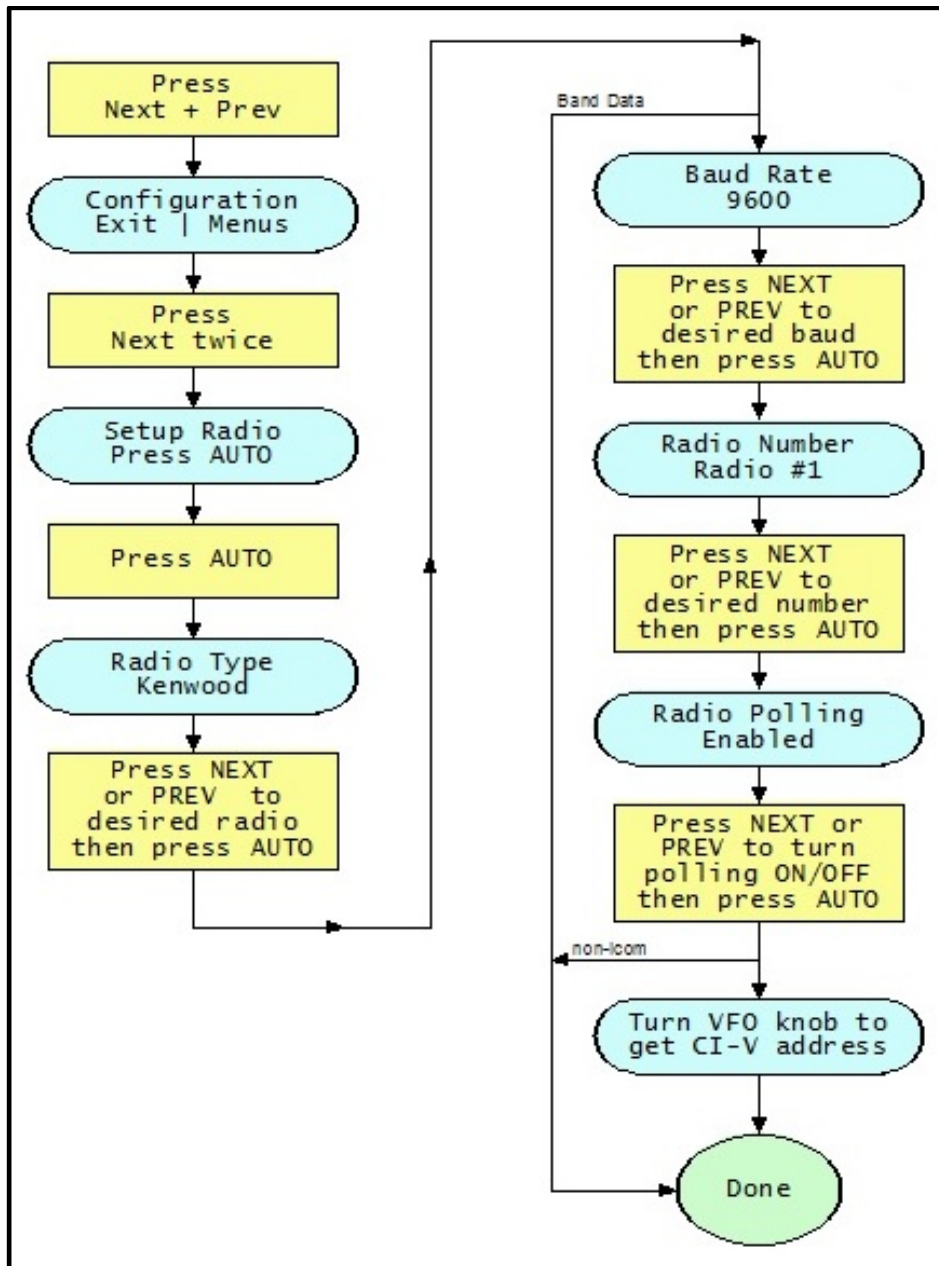 Press
Next + Prev
Configuration
Exit | Menus
Press
Next twice
Setup Radio
Press AUTO
Press AUTO
Radio Type
Kenwood
Press NEXT
or PREV to
desired radio
then press AUTO
Band Data
Baud Rate
9600
Press NEXT
or PREV to
desired baud
then press AUTO
Radio Number
Radio #1
Press NEXT
or PREV to
desired number
then press AUTO
Radio Polling
Enabled
Press NEXT or
PREV to turn
polling ON/OFF
then press AUTO
non-Icom
Turn VFO knob to
get CI-V address
Done